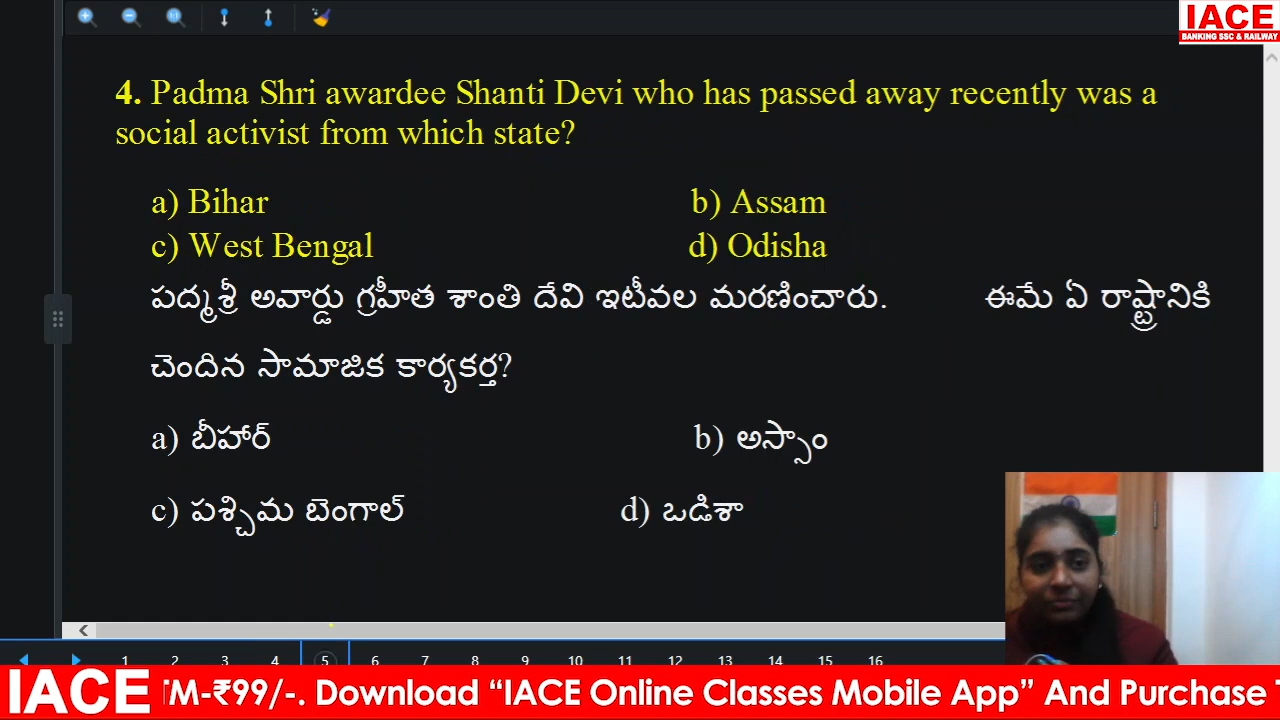 IACE
BANKING SSC & RAILWAY
4. Padma Shri awardee Shanti Devi who has passed away recently was a
social activist from which state?
a) Bihar b) Assam
c) West Bengal d) Odisha
పద్మశ్రీ అవార్డు గ్రహీత శాంతి దేవి ఇటీవల మరణించారు. ఈమే ఏ రాష్ట్రానికి
చెందిన సామాజిక కార్యకర్త?
a) బీహార్ b) అస్సాం
c) పశ్చిమ బెంగాల్ d) ఒడిశా
1 2 3 4 5 6 7 8 9 10 11 12 13 14 15 16
IACE TM-₹99/-. Download “IACE Online Classes Mobile App” And Purchase